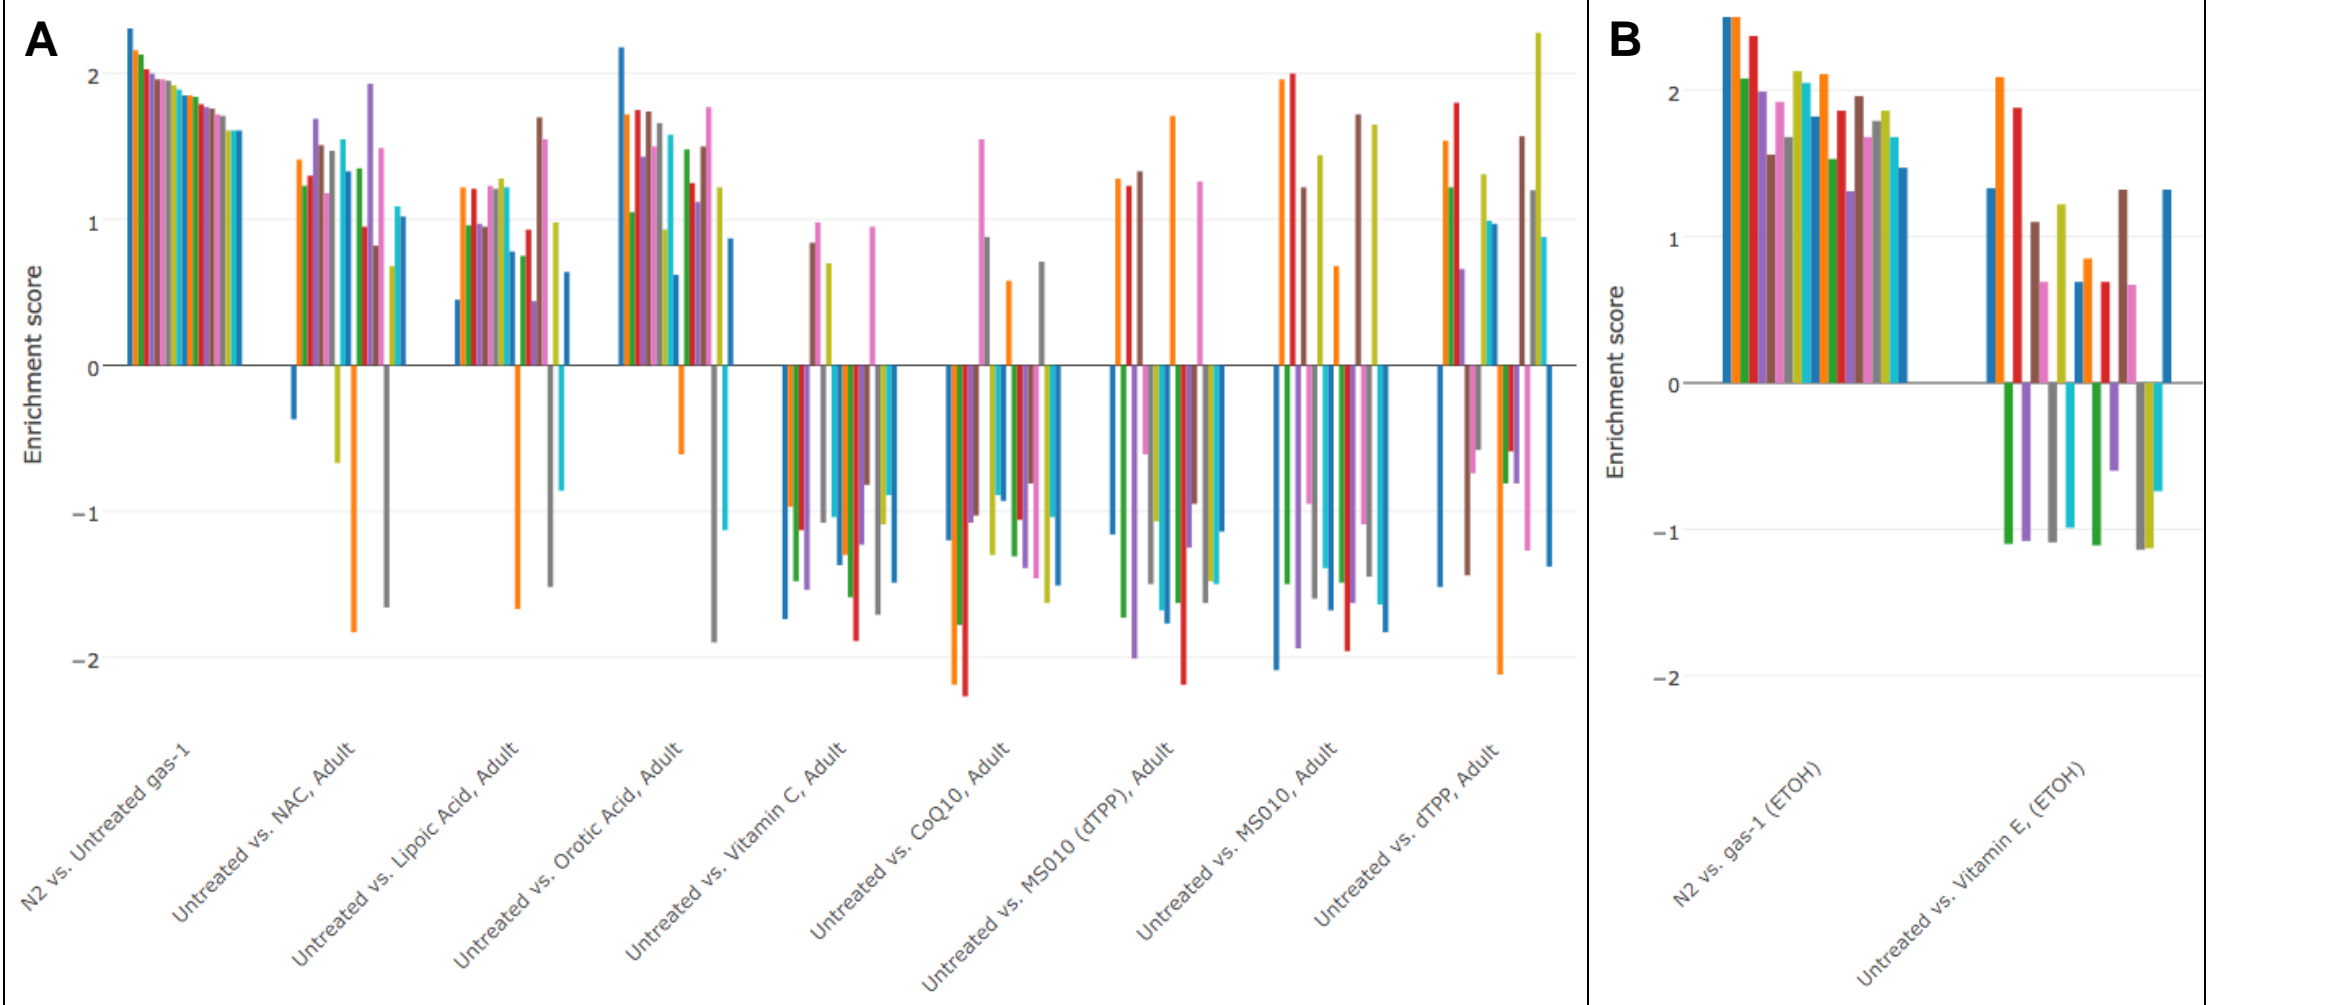 A
Enrichment score
2
1
0
−1
−2
N2 vs. Untreated gas-1
Untreated vs. NAC, Adult
Untreated vs. Lipoic Acid, Adult
Untreated vs. Orotic Acid, Adult
Untreated vs. Vitamin C, Adult
Untreated vs. CoQ10, Adult
Untreated vs. MS010 (dTPP), Adult
Untreated vs. MS010, Adult
Untreated vs. dTPP, Adult
B
Enrichment score
2
1
0
−1
−2
N2 vs. gas-1 (ETOH)
Untreated vs. Vitamin E, (ETOH)